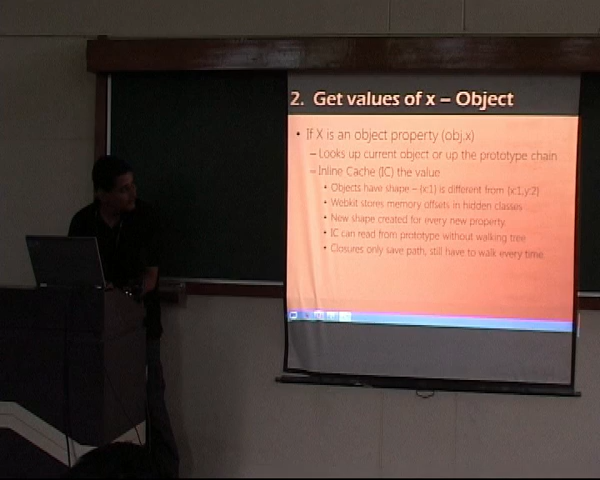 2. Get values of x – Object
• If X is an object property (obj.x)
– Looks up current object or up the prototype chain
– Inline Cache (IC) the value
• Objects have shape – {x:1} is different from {x:1,y:2}
• Webkit stores memory offsets in hidden classes
• New shape created for every new property
• IC can read from prototype without walking tree
• Closures only save path, still have to walk every time